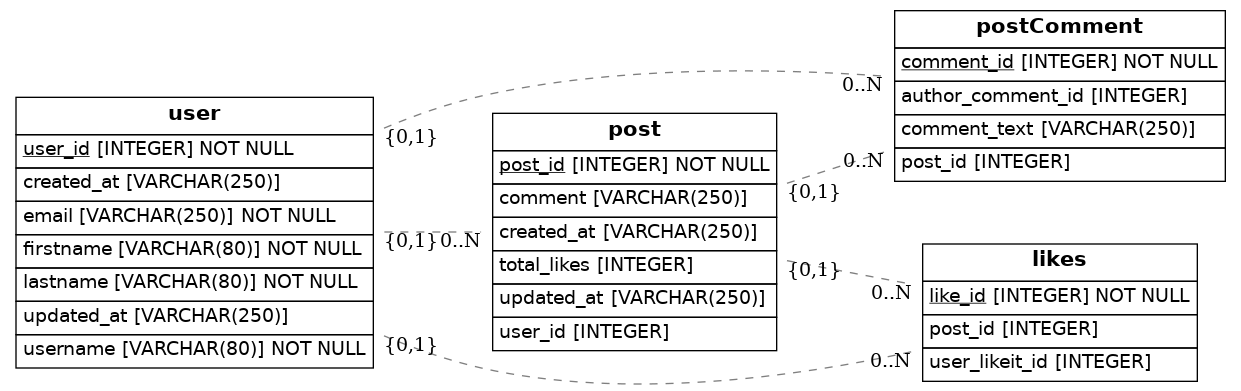 user
user_id [INTEGER] NOT NULL
created_at [VARCHAR(250)]
email [VARCHAR(250)] NOT NULL
firstname [VARCHAR(80)] NOT NULL
lastname [VARCHAR(80)] NOT NULL
updated_at [VARCHAR(250)]
username [VARCHAR(80)] NOT NULL
{0,1}
{0,1}
{0,1}
0..N
post
post_id [INTEGER] NOT NULL
comment [VARCHAR(250)]
created_at [VARCHAR(250)]
total_likes [INTEGER]
updated_at [VARCHAR(250)]
user_id [INTEGER]
{0,1}
{0,1}
0..N
0..N
0..N
0..N
postComment
comment_id [INTEGER] NOT NULL
author_comment_id [INTEGER]
comment_text [VARCHAR(250)]
post_id [INTEGER]
likes
like_id [INTEGER] NOT NULL
post_id [INTEGER]
user_likeit_id [INTEGER]